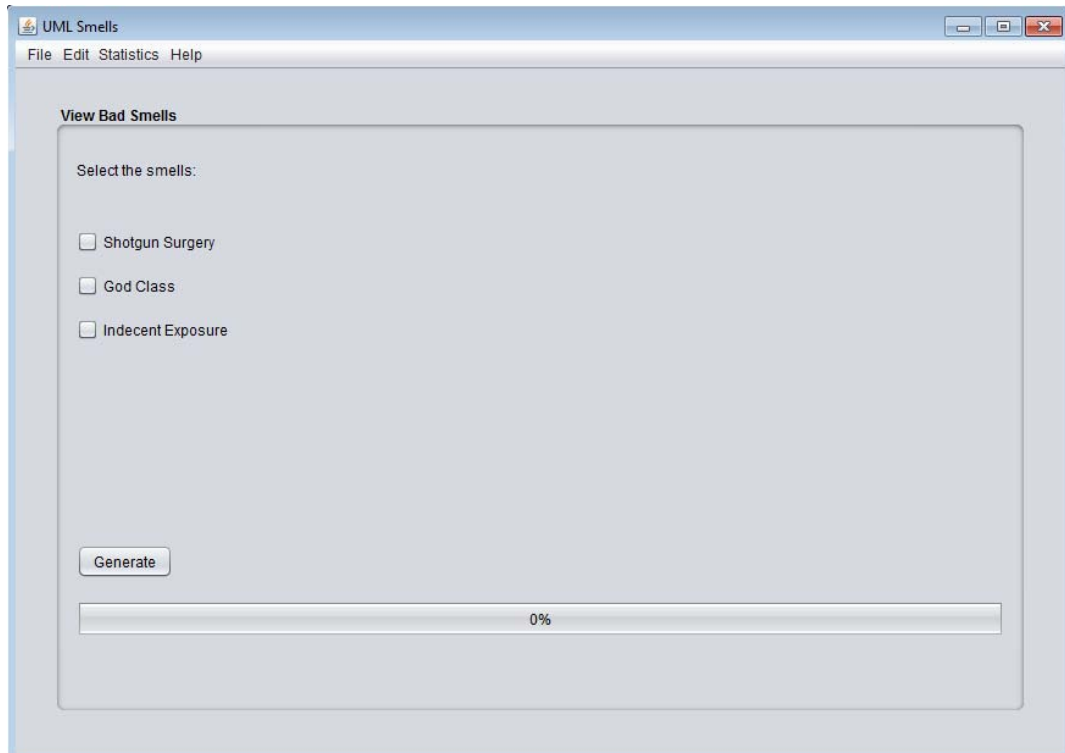 UML Smells
File Edit Statistics Help
View Bad Smells
Select the smells:
Shotgun Surgery
God Class
Indecent Exposure
Generate
0%